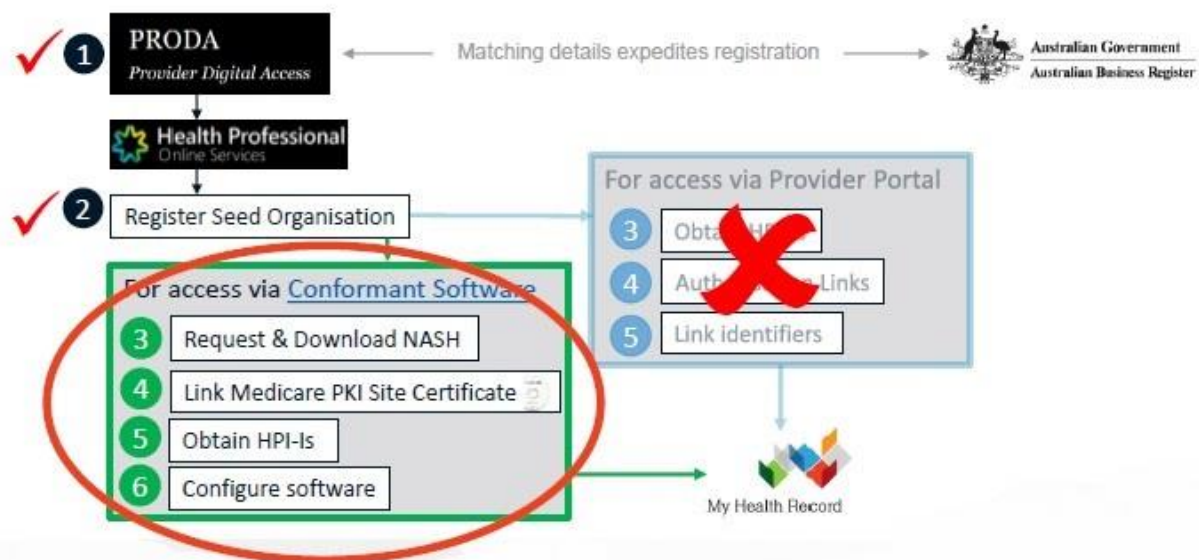 1
PRODA
Provider Digital Access
Matching details expedites registration
Australian Government
Australian Business Register
Health Professional
Online Services
2
Register Seed Organisation
For access via Conformant Software
3
Request & Download NASH
4
Link Medicare PKI Site Certificate
5
Obtain HPI-Is
6
Configure software
For access via Provider Portal
3
4
Links
5
Link identifiers
My Health Record